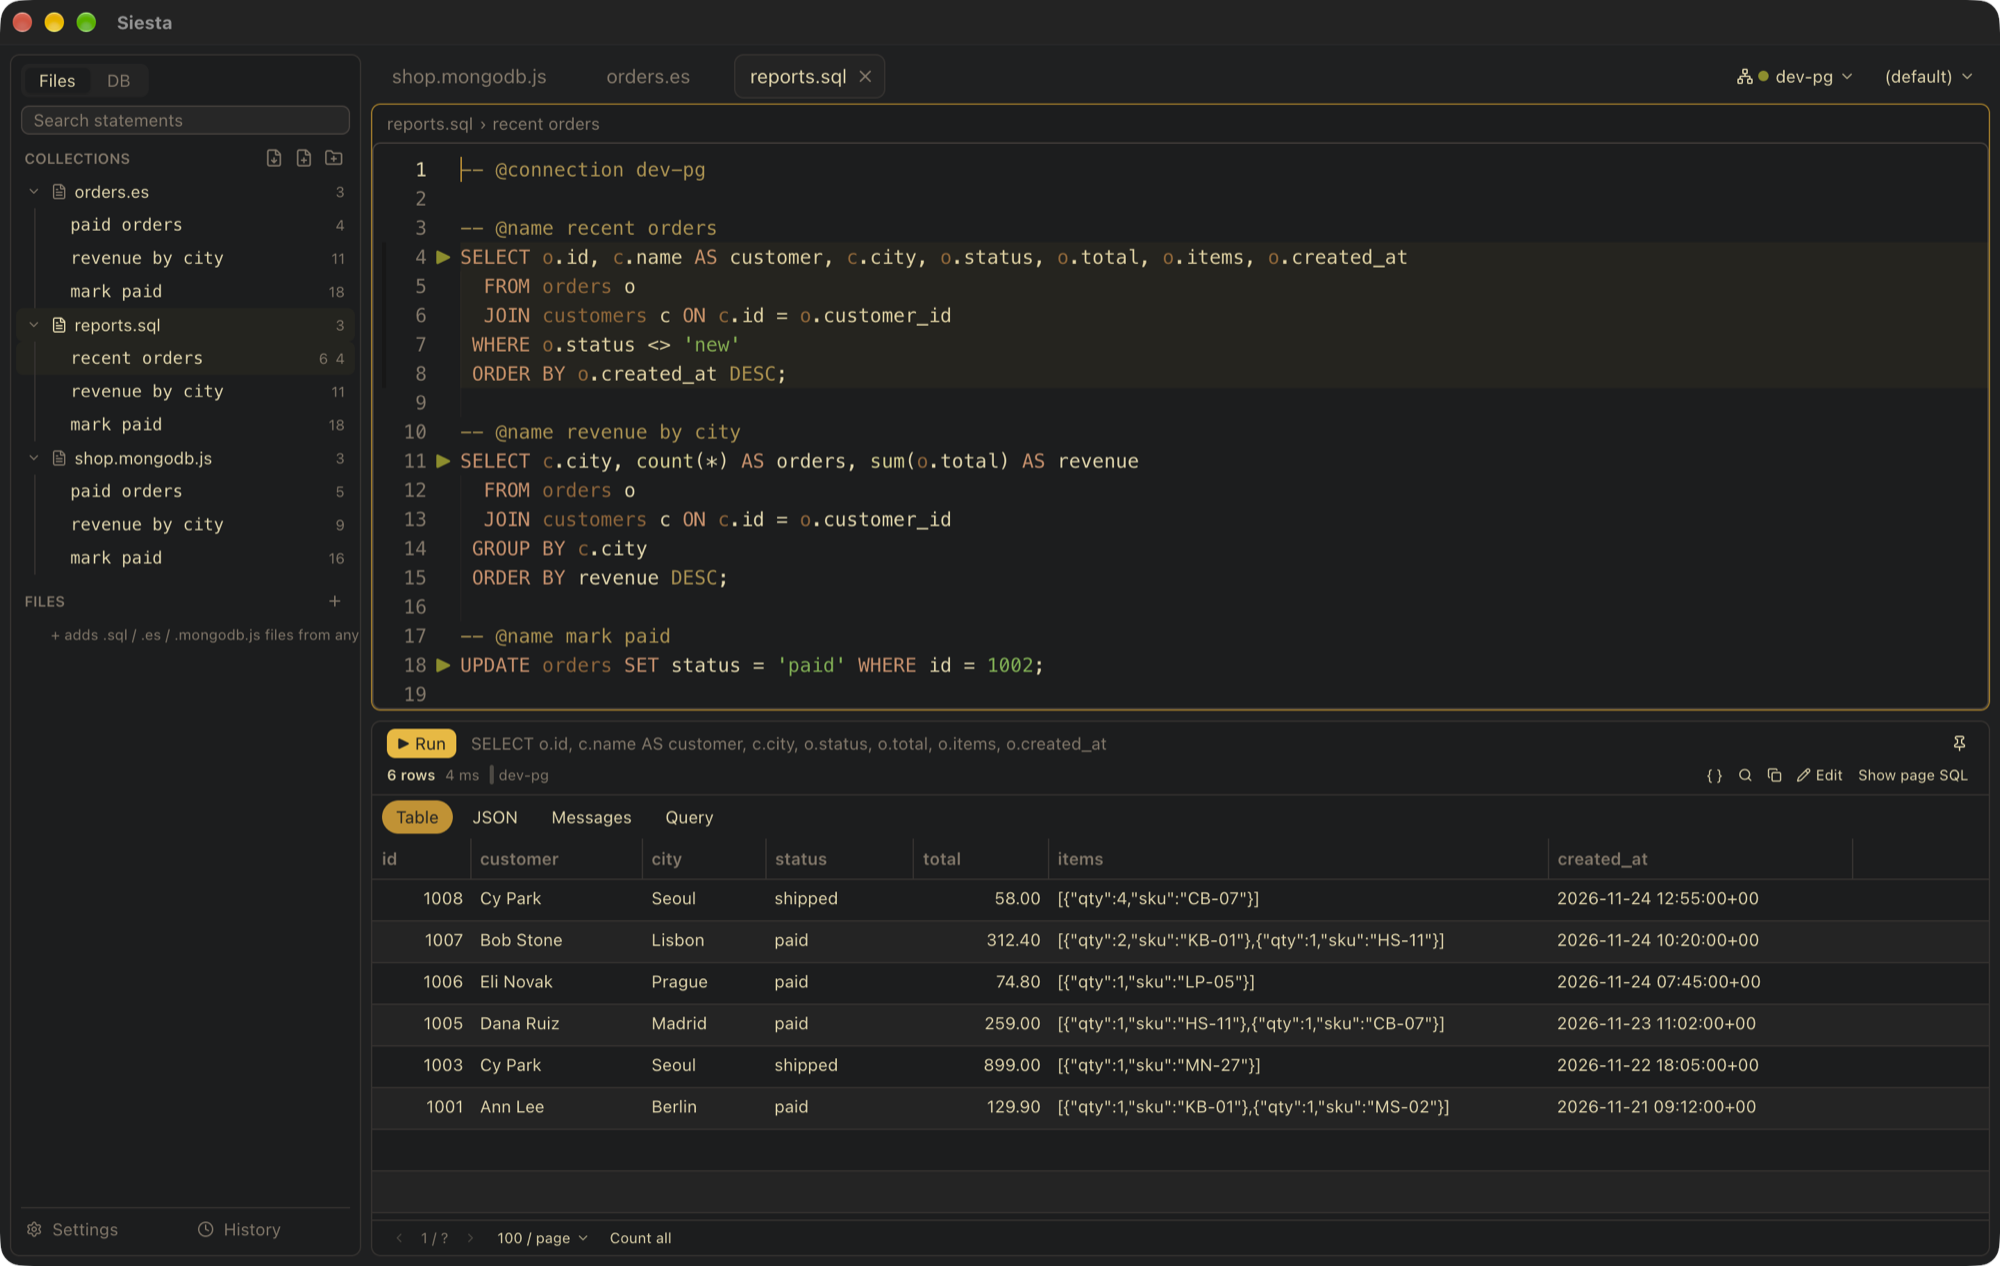 Siesta
Files DB
Search statements
COLLECTIONS
orders.es 3
paid orders 4
revenue by city 11
mark paid 18
reports.sql 3
recent orders 6 4
revenue by city 11
mark paid 18
shop.mongodb.js 3
paid orders 5
revenue by city 9
mark paid 16
FILES +
+ adds .sql / .es / .mongodb.js files from any
Settings History
shop.mongodb.js orders.es reports.sql dev-pg (default)
reports.sql › recent orders
1 -- @connection dev-pg
2
3 -- @name recent orders
4 SELECT o.id, c.name AS customer, c.city, o.status, o.total, o.items, o.created_at
5 FROM orders o
6 JOIN customers c ON c.id = o.customer_id
7 WHERE o.status <> 'new'
8 ORDER BY o.created_at DESC;
9
10 -- @name revenue by city
11 SELECT c.city, count(*) AS orders, sum(o.total) AS revenue
12 FROM orders o
13 JOIN customers c ON c.id = o.customer_id
14 GROUP BY c.city
15 ORDER BY revenue DESC;
16
17 -- @name mark paid
18 UPDATE orders SET status = 'paid' WHERE id = 1002;
19
Run SELECT o.id, c.name AS customer, c.city, o.status, o.total, o.items, o.created_at
6 rows 4 ms dev-pg { } Edit Show page SQL
Table JSON Messages Query
id customer city status total items created_at
1008 Cy Park Seoul shipped 58.00 [{"qty":4,"sku":"CB-07"}] 2026-11-24 12:55:00+00
1007 Bob Stone Lisbon paid 312.40 [{"qty":2,"sku":"KB-01"},{"qty":1,"sku":"HS-11"}] 2026-11-24 10:20:00+00
1006 Eli Novak Prague paid 74.80 [{"qty":1,"sku":"LP-05"}] 2026-11-24 07:45:00+00
1005 Dana Ruiz Madrid paid 259.00 [{"qty":1,"sku":"HS-11"},{"qty":1,"sku":"CB-07"}] 2026-11-23 11:02:00+00
1003 Cy Park Seoul shipped 899.00 [{"qty":1,"sku":"MN-27"}] 2026-11-22 18:05:00+00
1001 Ann Lee Berlin paid 129.90 [{"qty":1,"sku":"KB-01"},{"qty":1,"sku":"MS-02"}] 2026-11-21 09:12:00+00
1 / ? 100 / page Count all